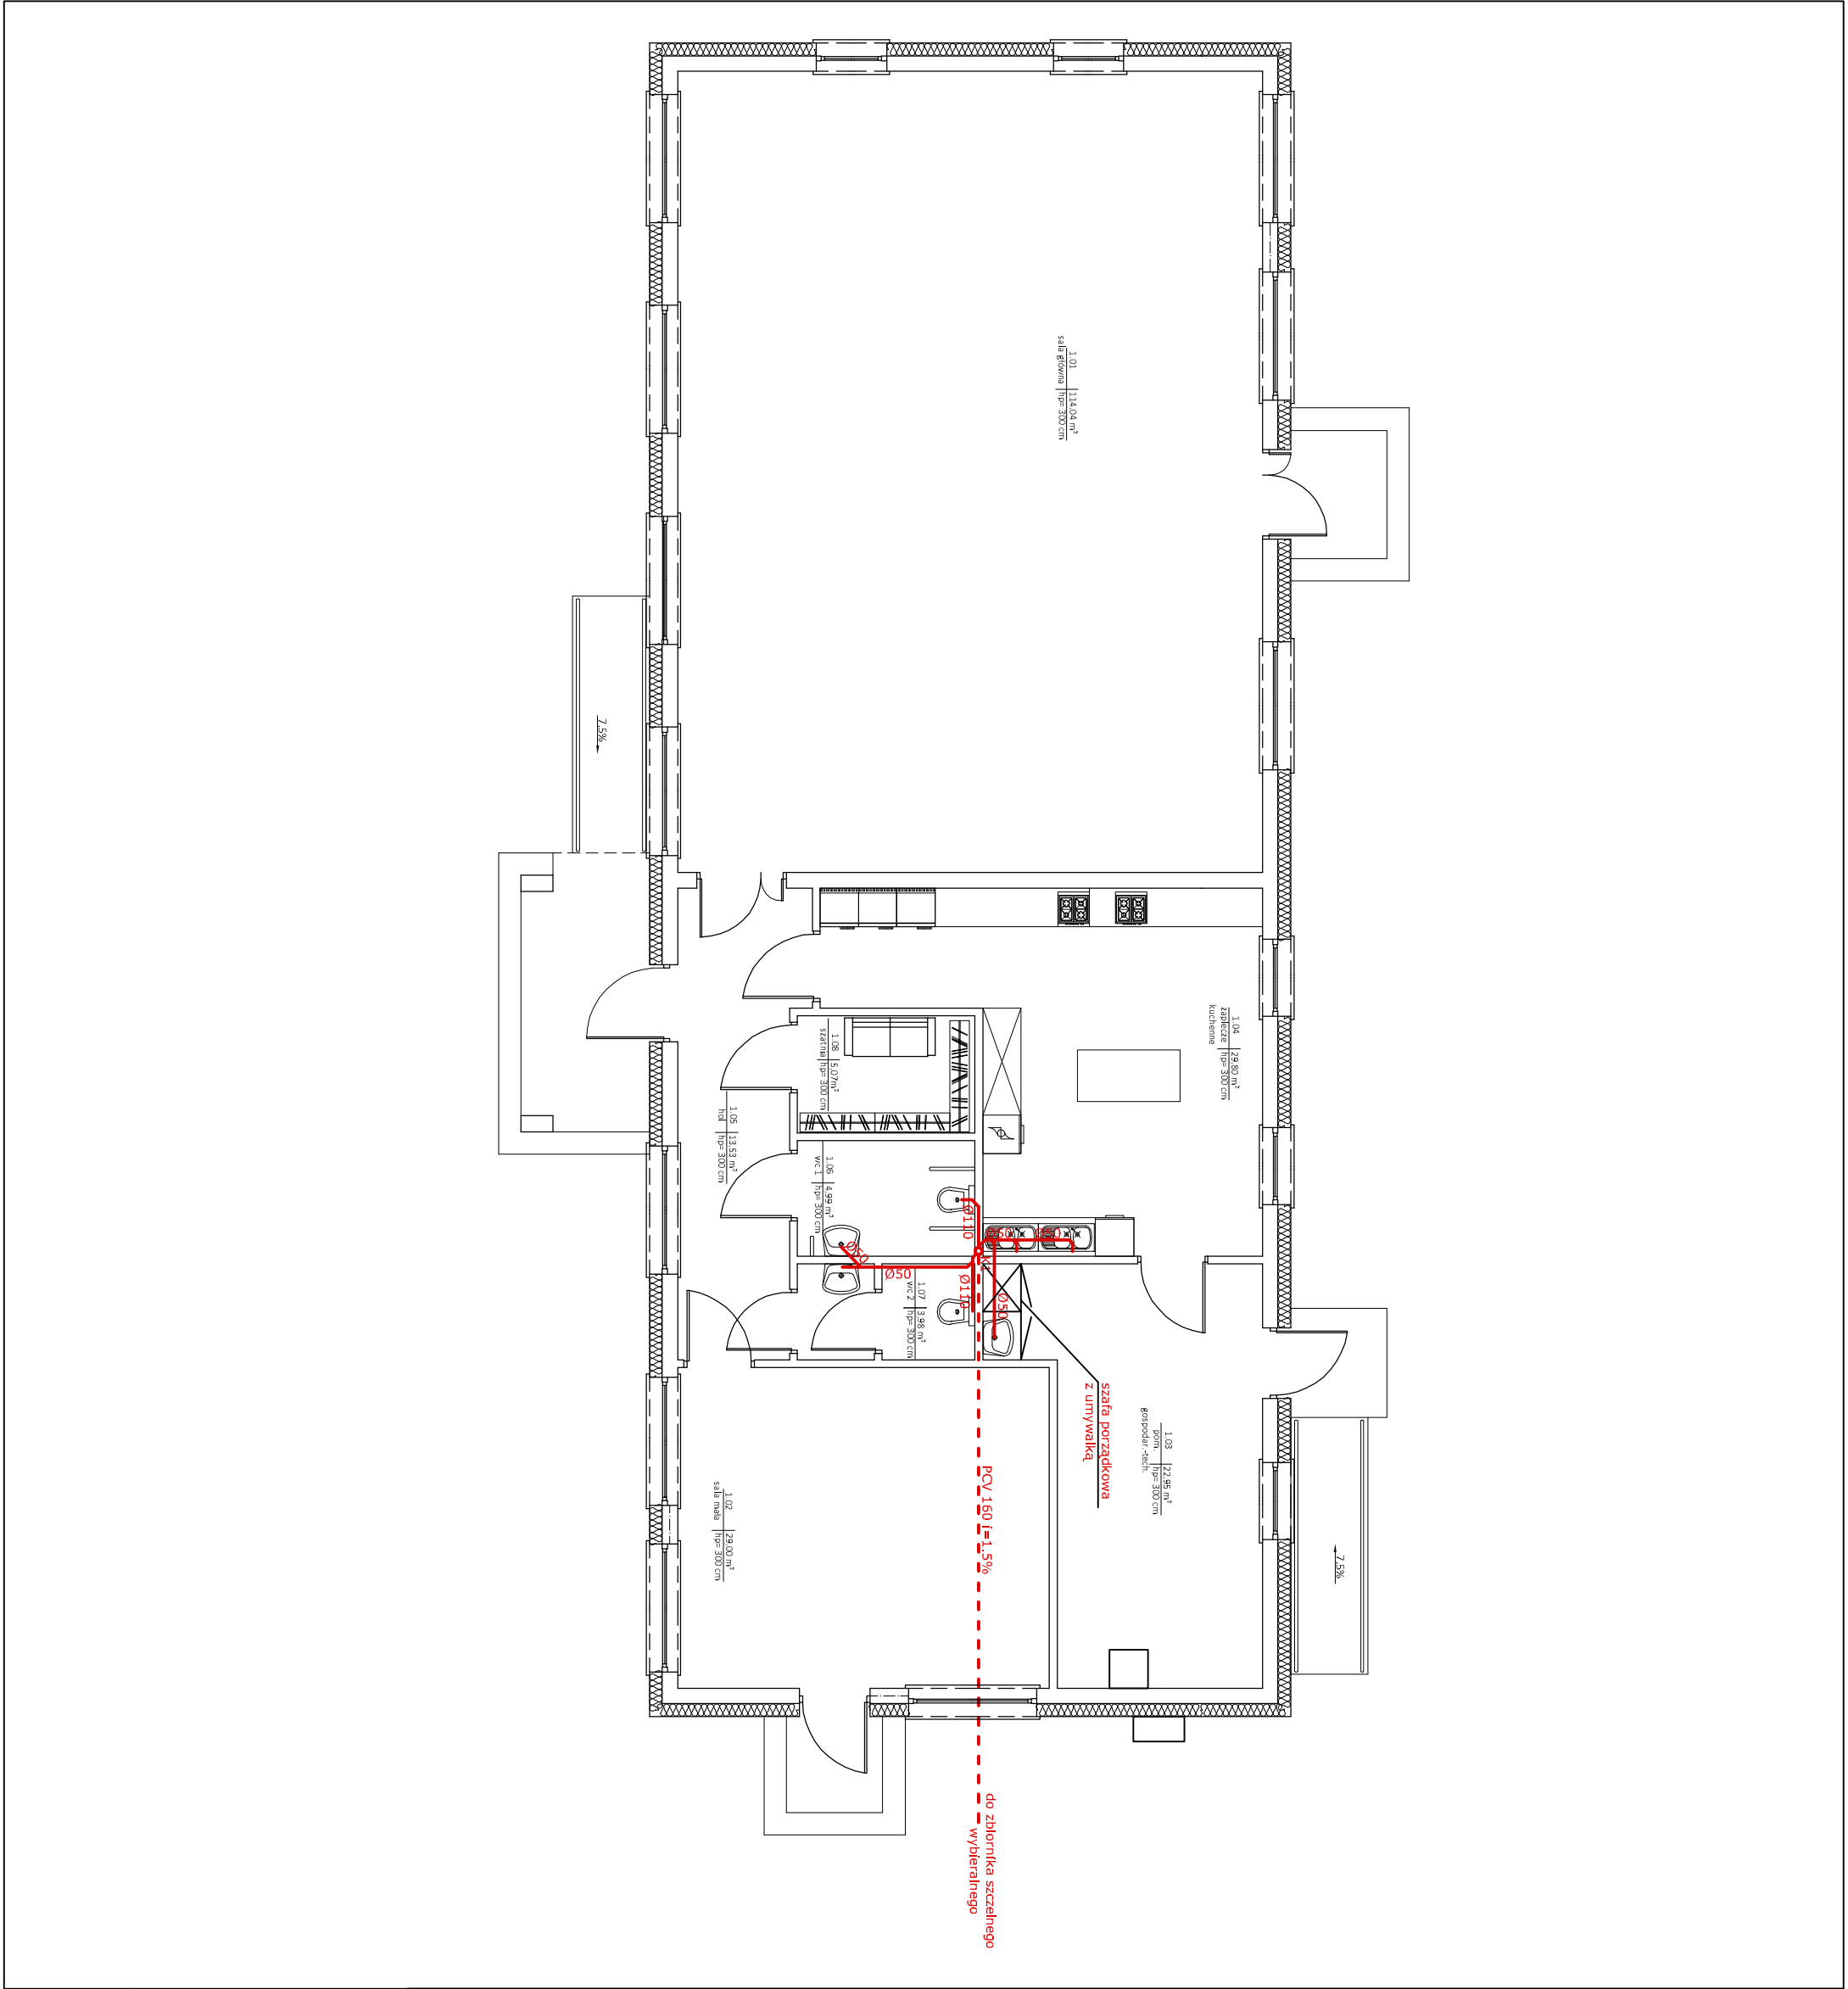 1.01
114.04 m²
sala główna
hp= 300 cm
7.5%
1.04
29.80 m²
zaplecze
kuchenne
hp= 300 cm
1.08
5.07m²
szatnia
hp= 300 cm
1.05
13.53 m²
hol
hp= 300 cm
1.06
4.99 m²
wc 1
hp= 300 cm
Ø110
Ø50
Ø50
Ø50
Ø50
Ø110
Ø50
1.07
3.98 m²
wc 2
hp= 300 cm
szafa porządkowa
z umywalką
1.03
22.95 m²
pom.
gospodar.-tech.
hp= 300 cm
PCV 160 i=1.5%
1.02
29.00 m²
sala mała
hp= 300 cm
7.5%
do zbiornika szczelnego
wybieralnego